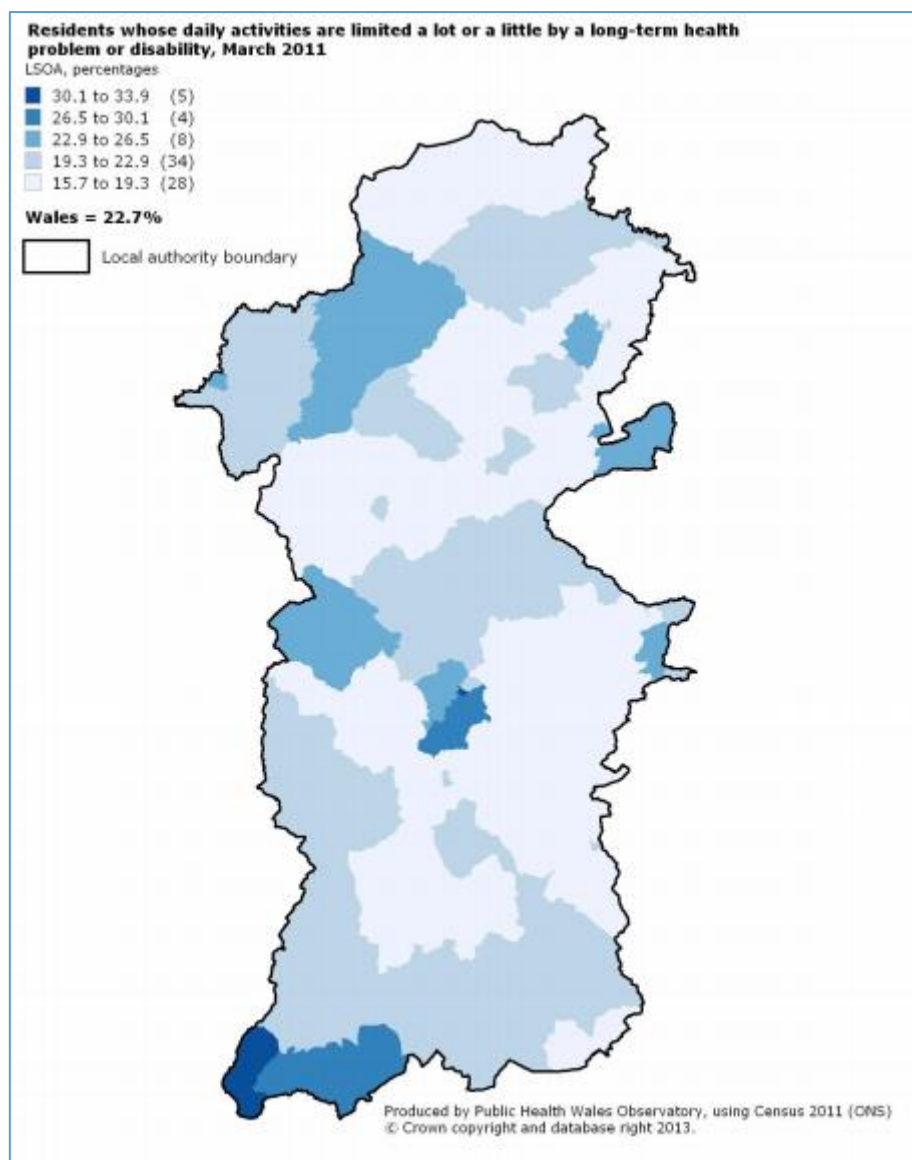 Residents whose daily activities are limited a lot or a little by a long-term health
problem or disability, March 2011
LSOA, percentages
30.1 to 33.9 (5)
26.5 to 30.1 (4)
22.9 to 26.5 (8)
19.3 to 22.9 (34)
15.7 to 19.3 (28)
Wales = 22.7%
Local authority boundary
Produced by Public Health Wales Observatory, using Census 2011 (ONS)
© Crown copyright and database right 2013.